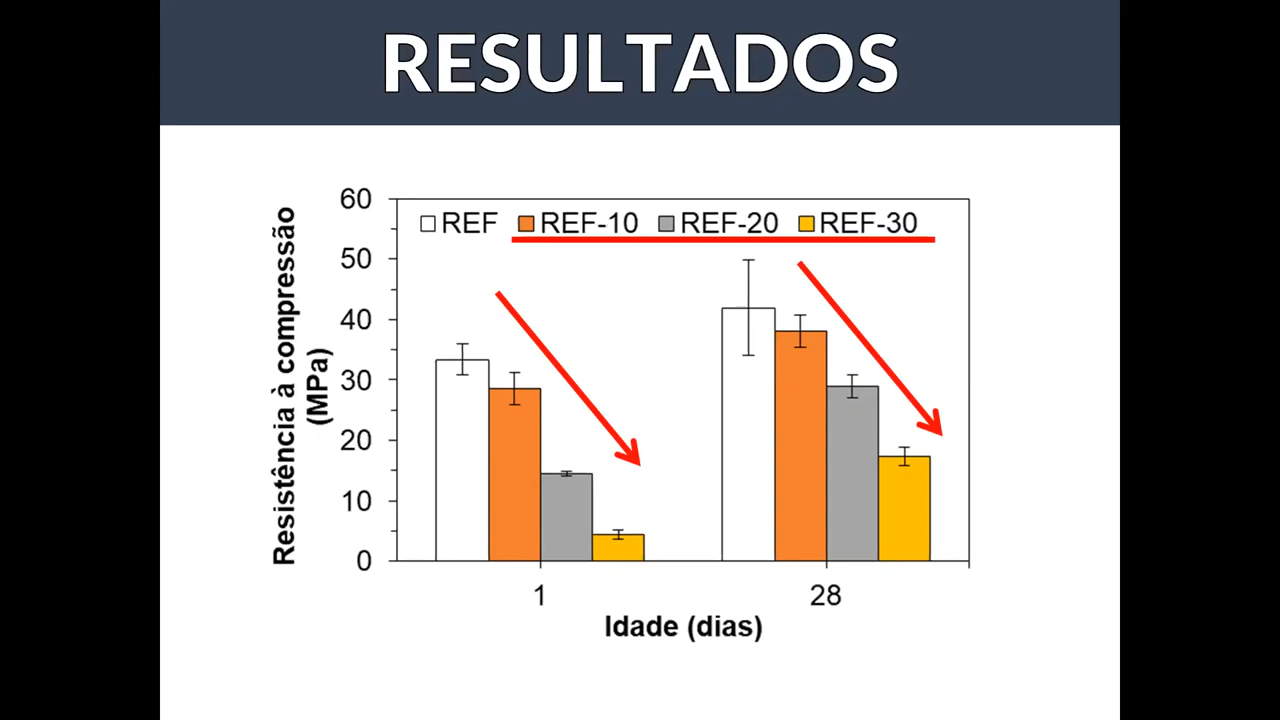 RESULTADOS
Resistência à compressão
(MPa)
60
50
40
30
20
10
0
REF REF-10 REF-20 REF-30
1 28
Idade (dias)